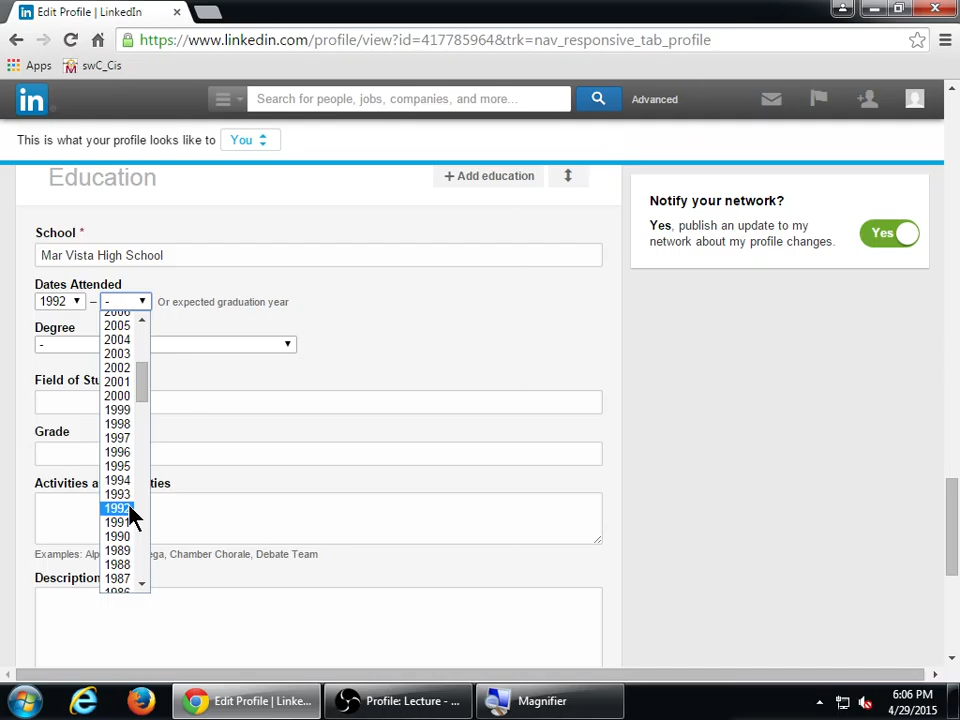 in Edit Profile | LinkedIn ×
https://www.linkedin.com/profile/view?id=417785964&trk=nav_responsive_tab_profile
Apps swC_Cis
in Search for people, jobs, companies, and more... Advanced
This is what your profile looks like to You
Education + Add education
Notify your network?
Yes, publish an update to my
network about my profile changes.
Yes
School *
Mar Vista High School
Dates Attended
1992 – - Or expected graduation year
2006
2005
Degree
2004
-
2003
2002
2001
Field of Stu
2000
1999
1998
Grade
1997
1996
1995
1994
Activities a ties
1993
1992
1991
1990
1989
Examples: Alp ega, Chamber Chorale, Debate Team
1988
Description
1987
1986
Edit Profile | Linke... Profile: Lecture - ... Magnifier
6:06 PM
4/29/2015